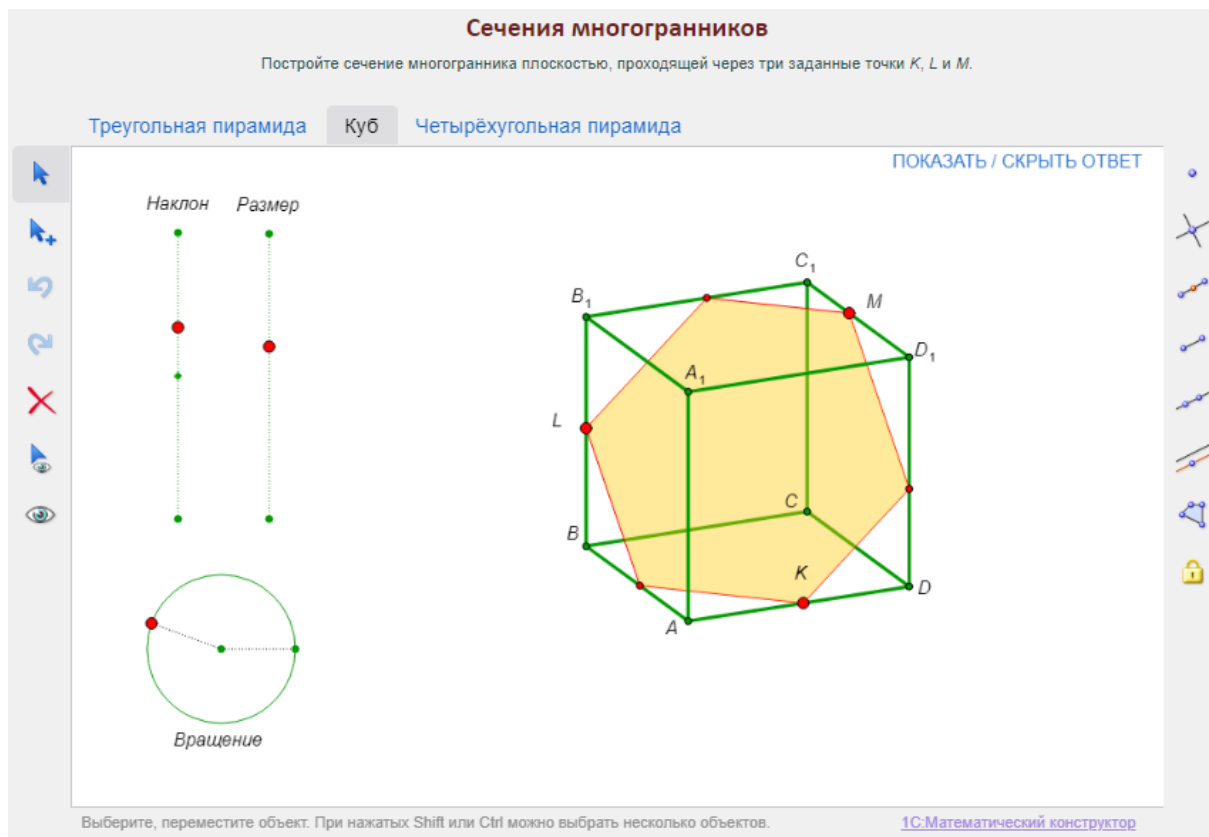 Сечения многогранников
Постройте сечение многогранника плоскостью, проходящей через три заданные точки K, L и M.
Треугольная пирамида Куб Четырёхугольная пирамида
ПОКАЗАТЬ / СКРЫТЬ ОТВЕТ
Наклон Размер
C1
B1
M
D1
A1
L
C
B
K
D
A
Вращение
Выберите, переместите объект. При нажатых Shift или Ctrl можно выбрать несколько объектов. 1С:Математический конструктор